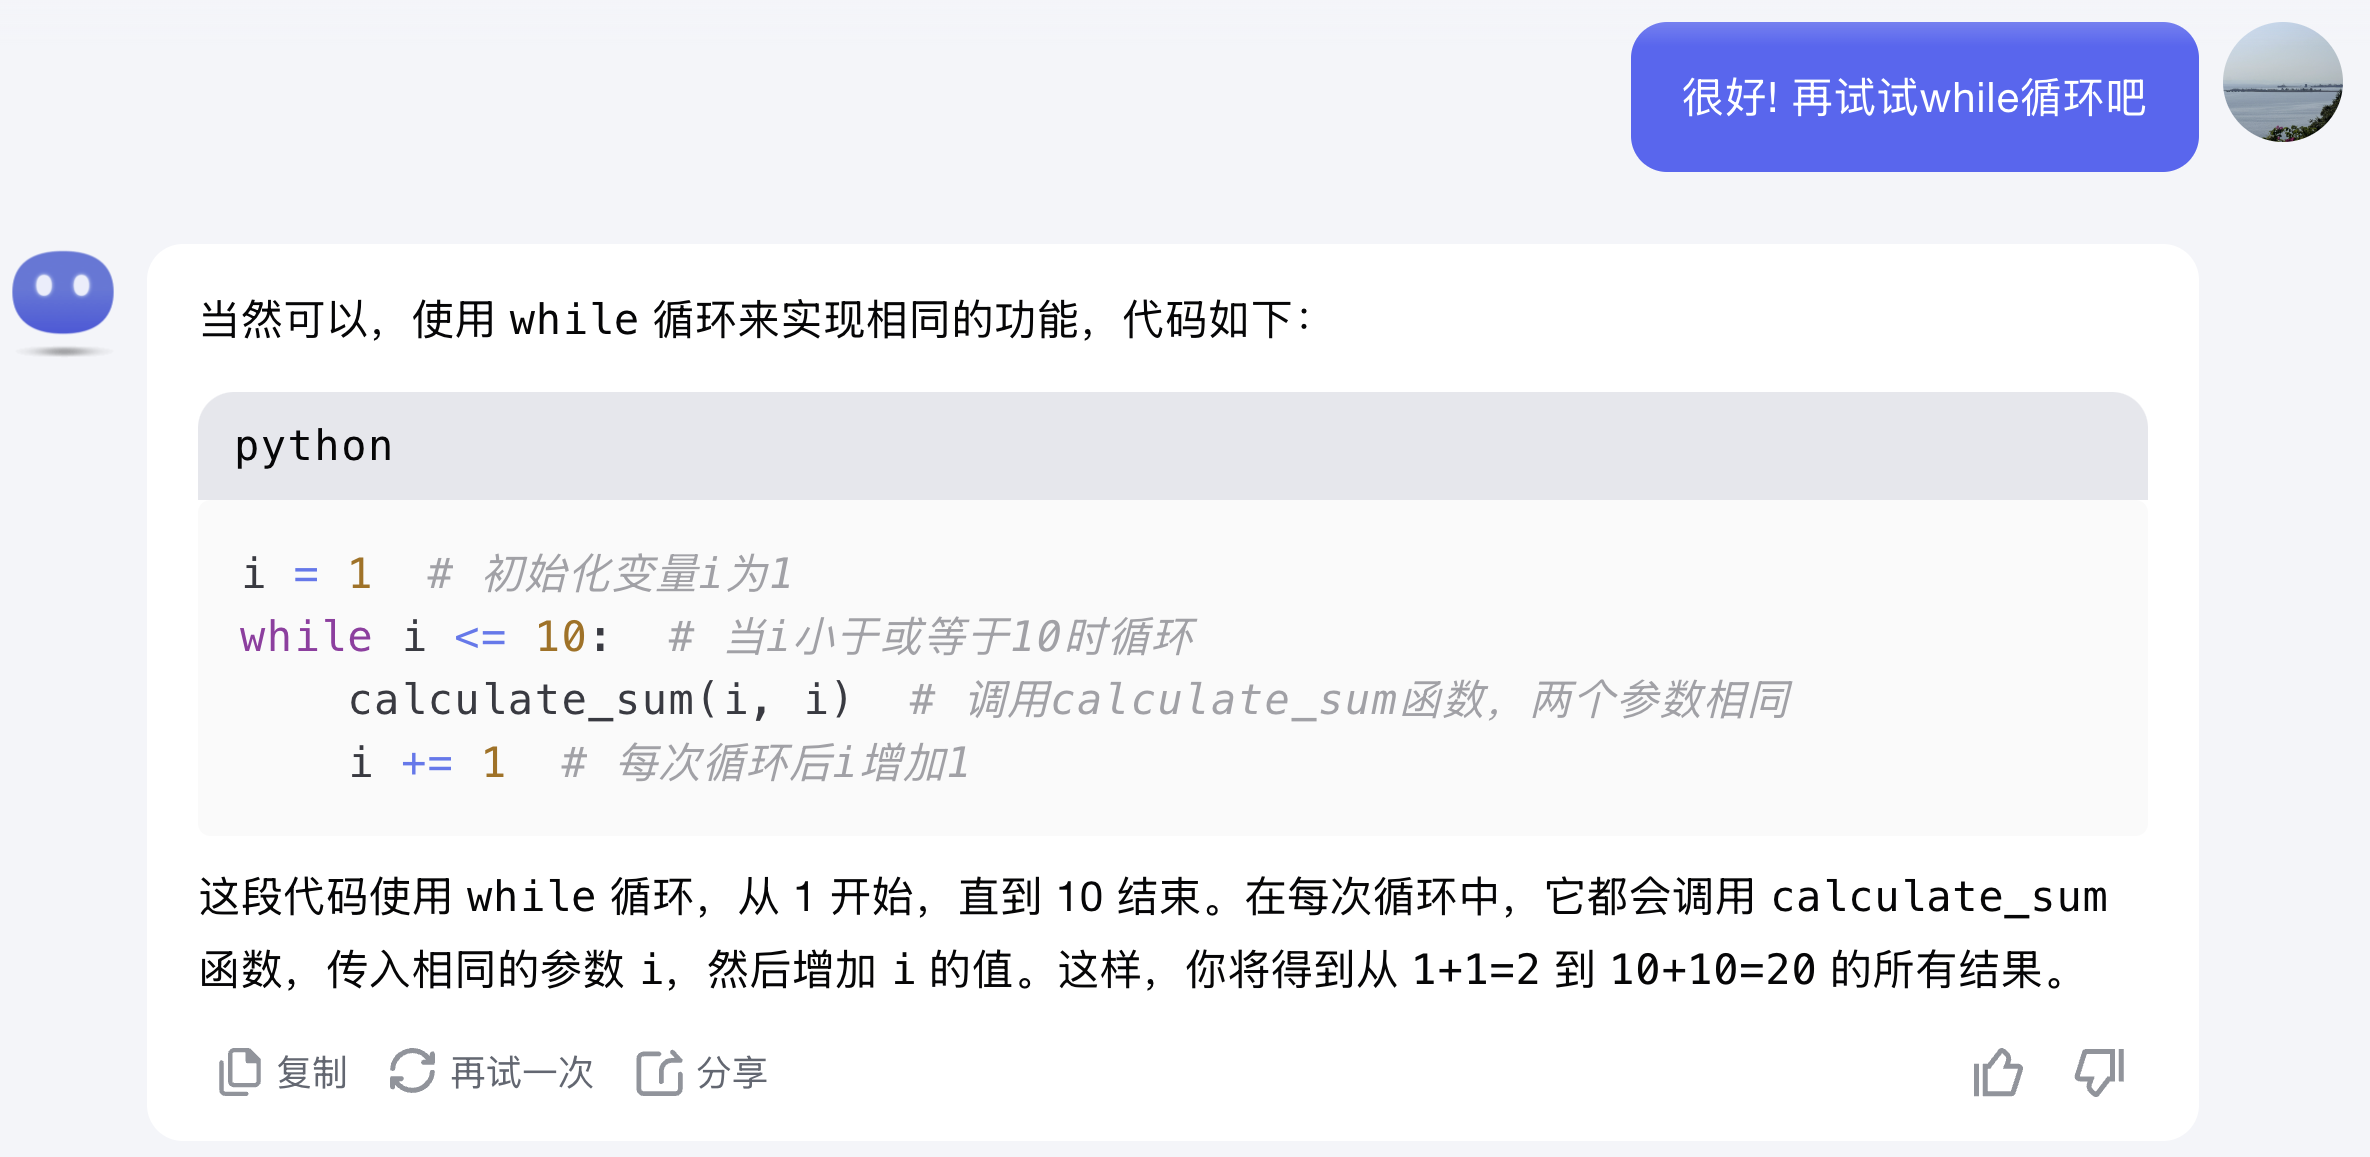 很好! 再试试while循环吧
当然可以，使用 while 循环来实现相同的功能，代码如下：
python
i = 1  # 初始化变量i为1
while i <= 10:  # 当i小于或等于10时循环
    calculate_sum(i, i)  # 调用calculate_sum函数，两个参数相同
    i += 1  # 每次循环后i增加1
这段代码使用 while 循环，从 1 开始，直到 10 结束。在每次循环中，它都会调用 calculate_sum
函数，传入相同的参数 i，然后增加 i 的值。这样，你将得到从 1+1=2 到 10+10=20 的所有结果。
复制 再试一次 分享